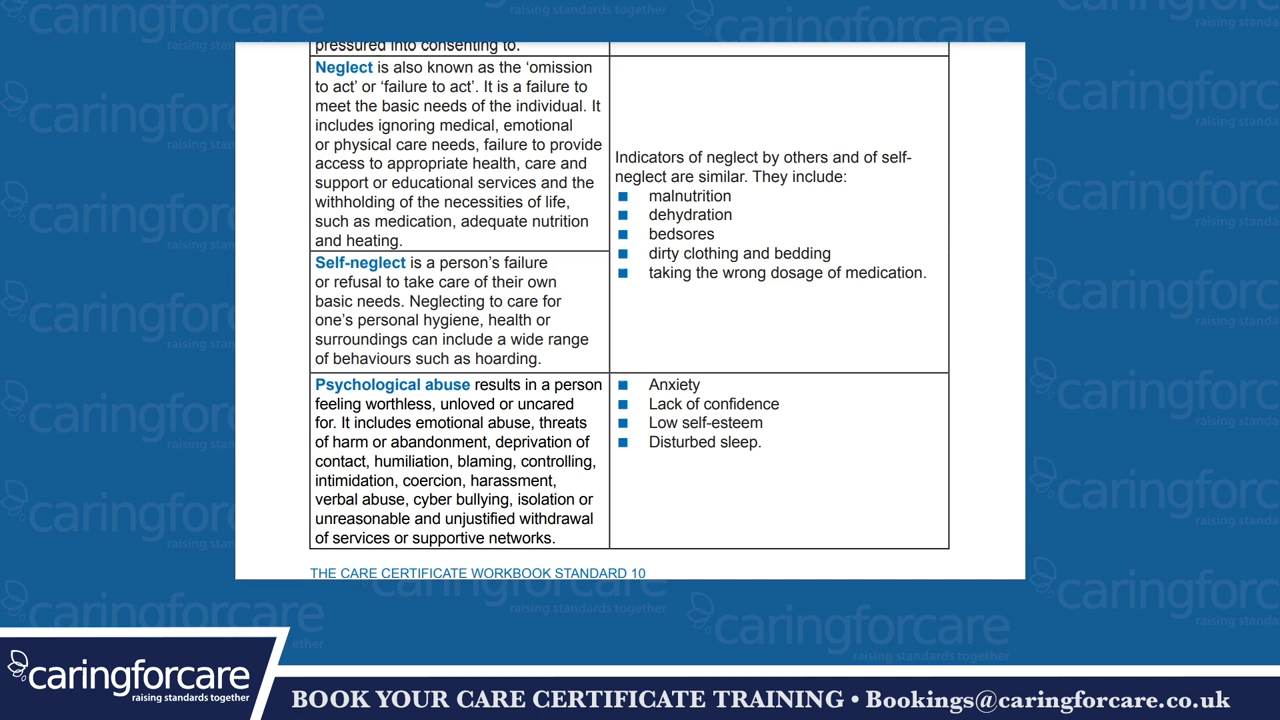 pressured into consenting to.
Neglect is also known as the ‘omission
to act’ or ‘failure to act’. It is a failure to
meet the basic needs of the individual. It
includes ignoring medical, emotional
or physical care needs, failure to provide
access to appropriate health, care and
support or educational services and the
withholding of the necessities of life,
such as medication, adequate nutrition
and heating.
Self-neglect is a person’s failure
or refusal to take care of their own
basic needs. Neglecting to care for
one’s personal hygiene, health or
surroundings can include a wide range
of behaviours such as hoarding.
Indicators of neglect by others and of self-
neglect are similar. They include:
malnutrition
dehydration
bedsores
dirty clothing and bedding
taking the wrong dosage of medication.
Psychological abuse results in a person
feeling worthless, unloved or uncared
for. It includes emotional abuse, threats
of harm or abandonment, deprivation of
contact, humiliation, blaming, controlling,
intimidation, coercion, harassment,
verbal abuse, cyber bullying, isolation or
unreasonable and unjustified withdrawal
of services or supportive networks.
Anxiety
Lack of confidence
Low self-esteem
Disturbed sleep.
THE CARE CERTIFICATE WORKBOOK STANDARD 10
caringforcare
raising standards together
BOOK YOUR CARE CERTIFICATE TRAINING • Bookings@caringforcare.co.uk